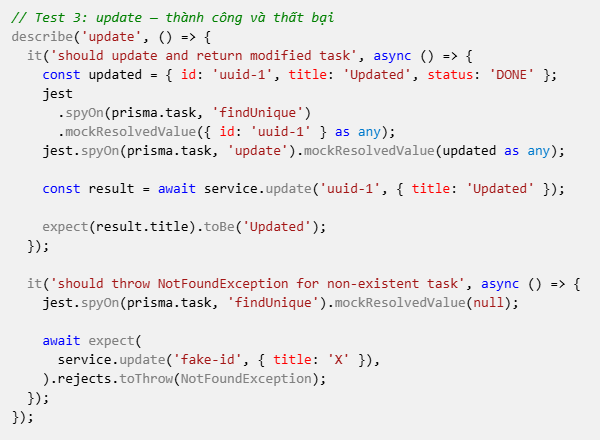 // Test 3: update — thành công và thất bại
describe('update', () => {
  it('should update and return modified task', async () => {
    const updated = { id: 'uuid-1', title: 'Updated', status: 'DONE' };
    jest
      .spyOn(prisma.task, 'findUnique')
      .mockResolvedValue({ id: 'uuid-1' } as any);
    jest.spyOn(prisma.task, 'update').mockResolvedValue(updated as any);

    const result = await service.update('uuid-1', { title: 'Updated' });

    expect(result.title).toBe('Updated');
  });

  it('should throw NotFoundException for non-existent task', async () => {
    jest.spyOn(prisma.task, 'findUnique').mockResolvedValue(null);

    await expect(
      service.update('fake-id', { title: 'X' }),
    ).rejects.toThrow(NotFoundException);
  });
});